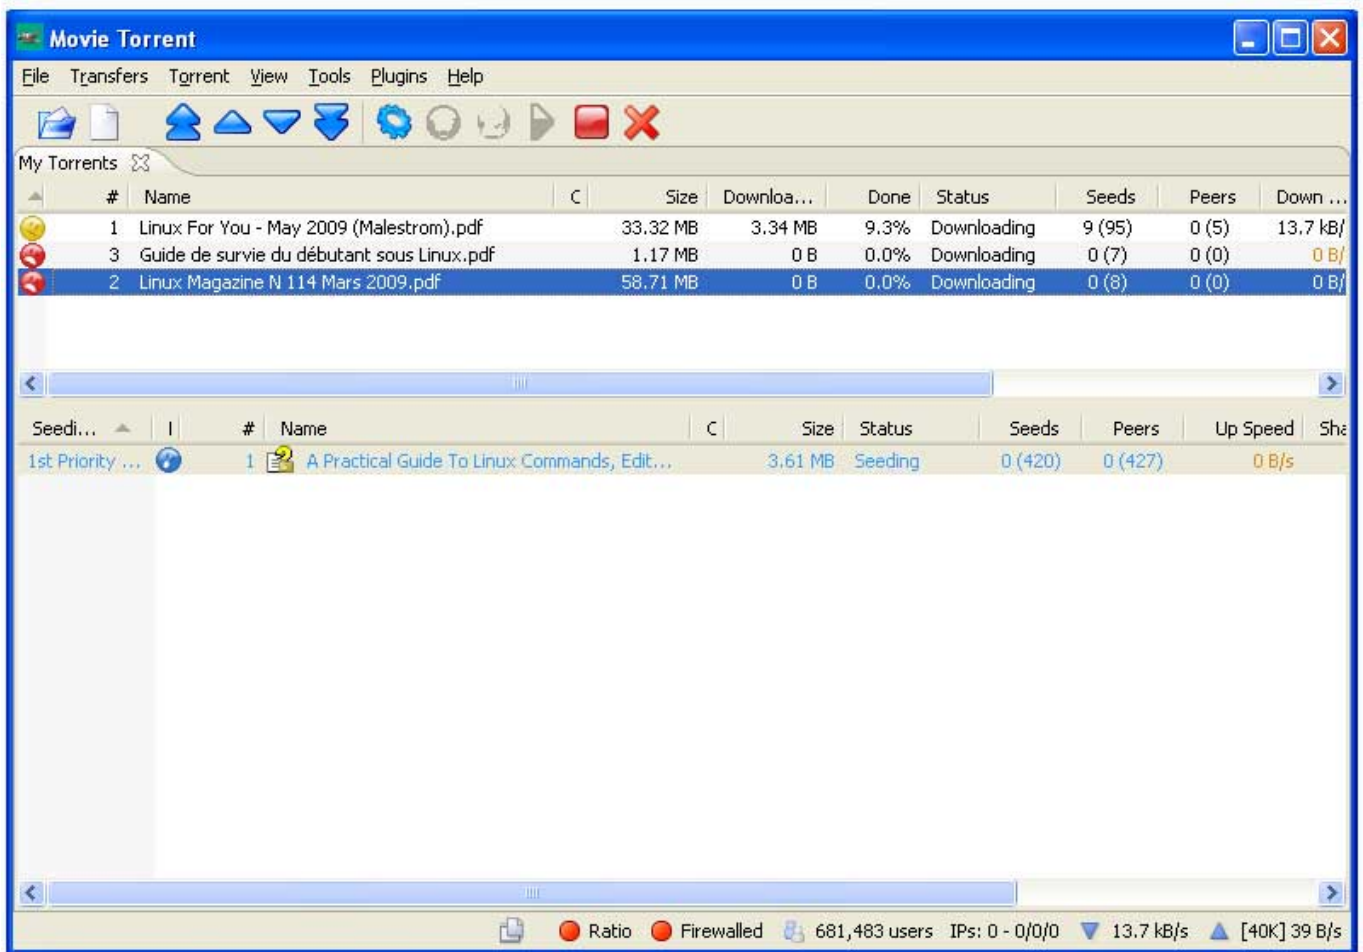 Movie Torrent
File Transfers Torrent View Tools Plugins Help
My Torrents
# Name C Size Downloa... Done Status Seeds Peers Down ...
1 Linux For You - May 2009 (Malestrom).pdf 33.32 MB 3.34 MB 9.3% Downloading 9 (95) 0 (5) 13.7 kB/
3 Guide de survie du débutant sous Linux.pdf 1.17 MB 0 B 0.0% Downloading 0 (7) 0 (0) 0 B/
2 Linux Magazine N 114 Mars 2009.pdf 58.71 MB 0 B 0.0% Downloading 0 (8) 0 (0) 0 B/
Seedi... I # Name C Size Status Seeds Peers Up Speed Sha
1st Priority ... 1 A Practical Guide To Linux Commands, Edit... 3.61 MB Seeding 0 (420) 0 (427) 0 B/s
Ratio Firewalled 681,483 users IPs: 0 - 0/0/0 13.7 kB/s [40K] 39 B/s